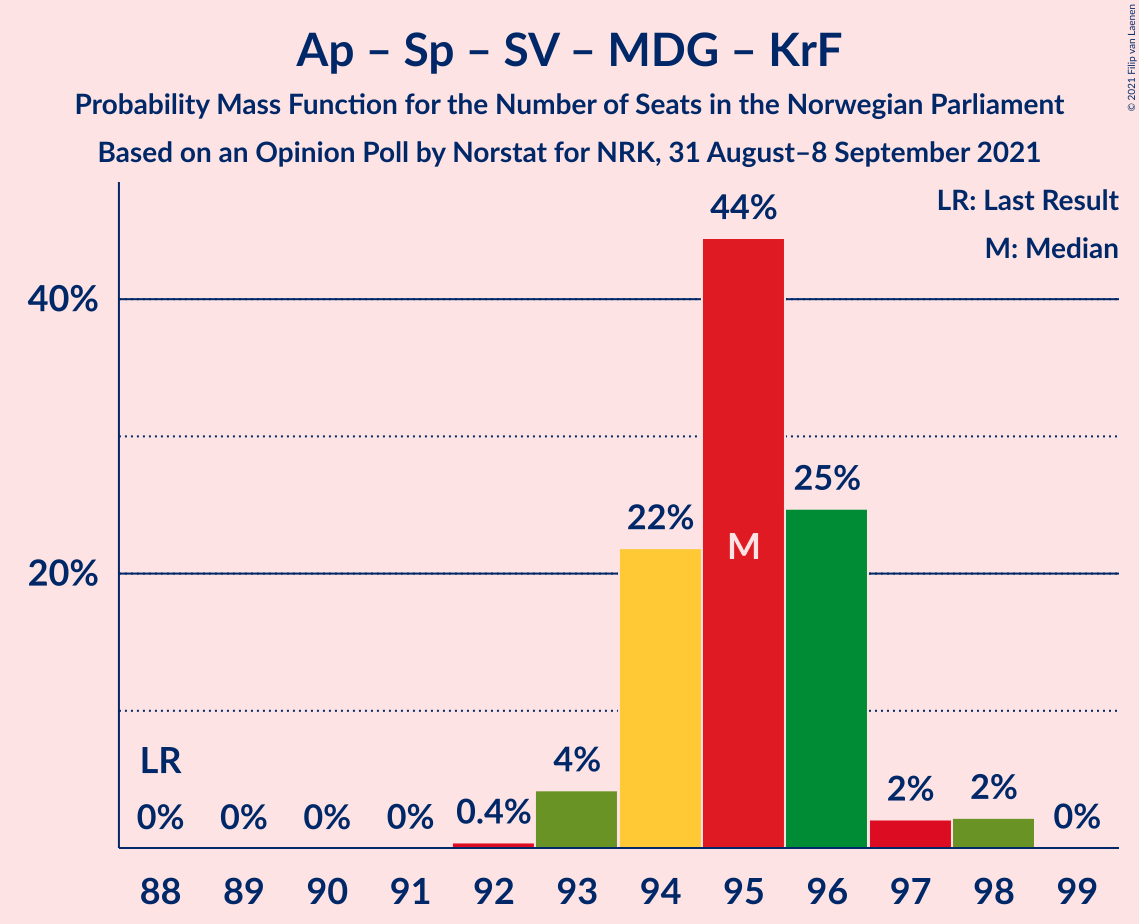 Ap – Sp – SV – MDG – KrF
Probability Mass Function for the Number of Seats in the Norwegian Parliament
Based on an Opinion Poll by Norstat for NRK, 31 August–8 September 2021
© 2021 Filip van Laenen
LR: Last Result
M: Median
44%
40%
25%
22%
M
20%
LR
4%
2%
2%
0%
0%
0%
0%
0.4%
0%
88 89 90 91 92 93 94 95 96 97 98 99